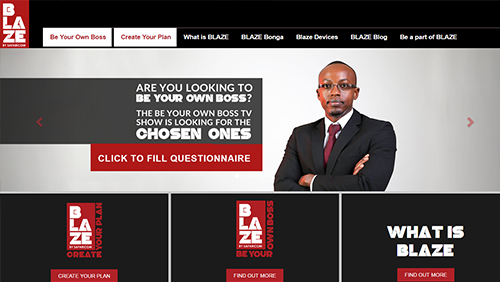 BLAZE
BY SAFARICOM
Be Your Own Boss
Create Your Plan
What is BLAZE
BLAZE Bonga
Blaze Devices
BLAZE Blog
Be a part of BLAZE
ARE YOU LOOKING TO
BE YOUR OWN BOSS?
THE BE YOUR OWN BOSS TV
SHOW IS LOOKING FOR THE
CHOSEN ONES
CLICK TO FILL QUESTIONNAIRE
BLAZE
BY SAFARICOM
CREATE
YOUR PLAN
CREATE YOUR PLAN
BLAZE
BY SAFARICOM
BE YOUR
OWN BOSS
FIND OUT MORE
WHAT IS
BLAZE
FIND OUT MORE